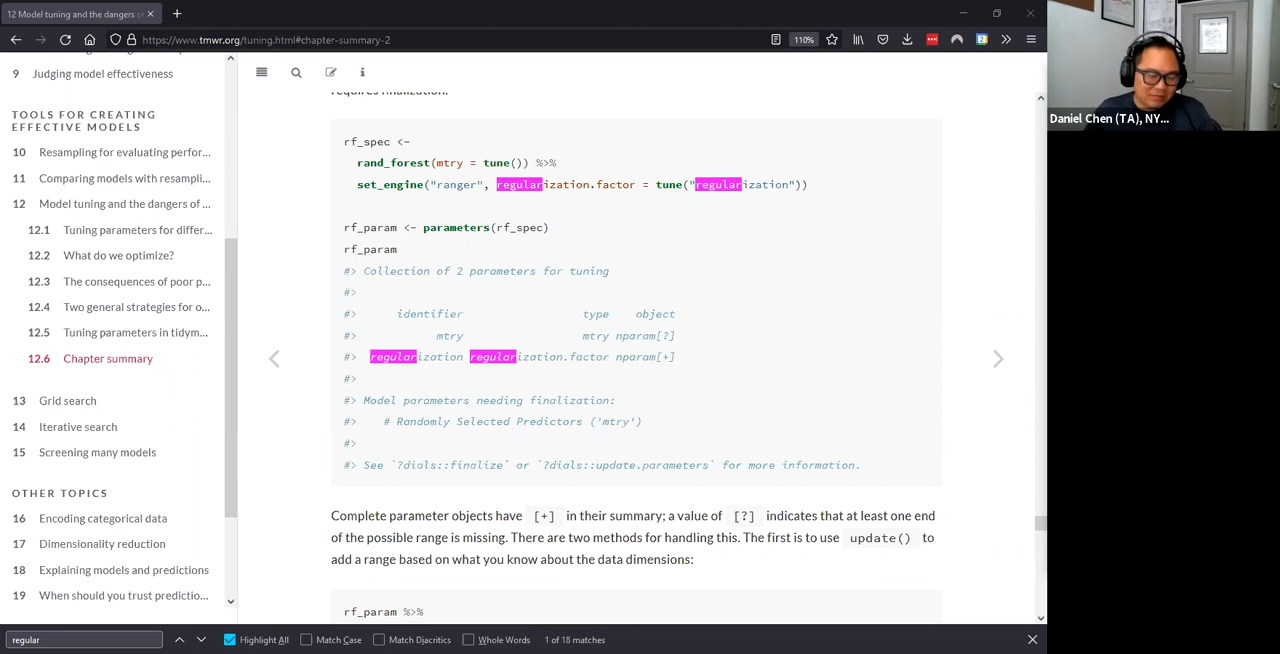 12 Model tuning and the dangers of
https://www.tmwr.org/tuning.html#chapter-summary-2
110%
9 Judging model effectiveness
TOOLS FOR CREATING
EFFECTIVE MODELS
10 Resampling for evaluating perfor...
11 Comparing models with resampli...
12 Model tuning and the dangers of ...
12.1 Tuning parameters for differ...
12.2 What do we optimize?
12.3 The consequences of poor p...
12.4 Two general strategies for o...
12.5 Tuning parameters in tidym...
12.6 Chapter summary
13 Grid search
14 Iterative search
15 Screening many models
OTHER TOPICS
16 Encoding categorical data
17 Dimensionality reduction
18 Explaining models and predictions
19 When should you trust predictio...
requires finalization.
rf_spec <-
rand_forest(mtry = tune()) %>%
set_engine("ranger", regularization.factor = tune("regularization"))
rf_param <- parameters(rf_spec)
rf_param
#> Collection of 2 parameters for tuning
#>
#> identifier type object
#> mtry mtry nparam[?]
#> regularization regularization.factor nparam[+]
#>
#> Model parameters needing finalization:
#> # Randomly Selected Predictors ('mtry')
#>
#> See `?dials::finalize` or `?dials::update.parameters` for more information.
Complete parameter objects have [+] in their summary; a value of [?] indicates that at least one end
of the possible range is missing. There are two methods for handling this. The first is to use update() to
add a range based on what you know about the data dimensions:
rf_param %>%
regular
Highlight All
Match Case
Match Diacritics
Whole Words
1 of 18 matches
Daniel Chen (TA), NY...